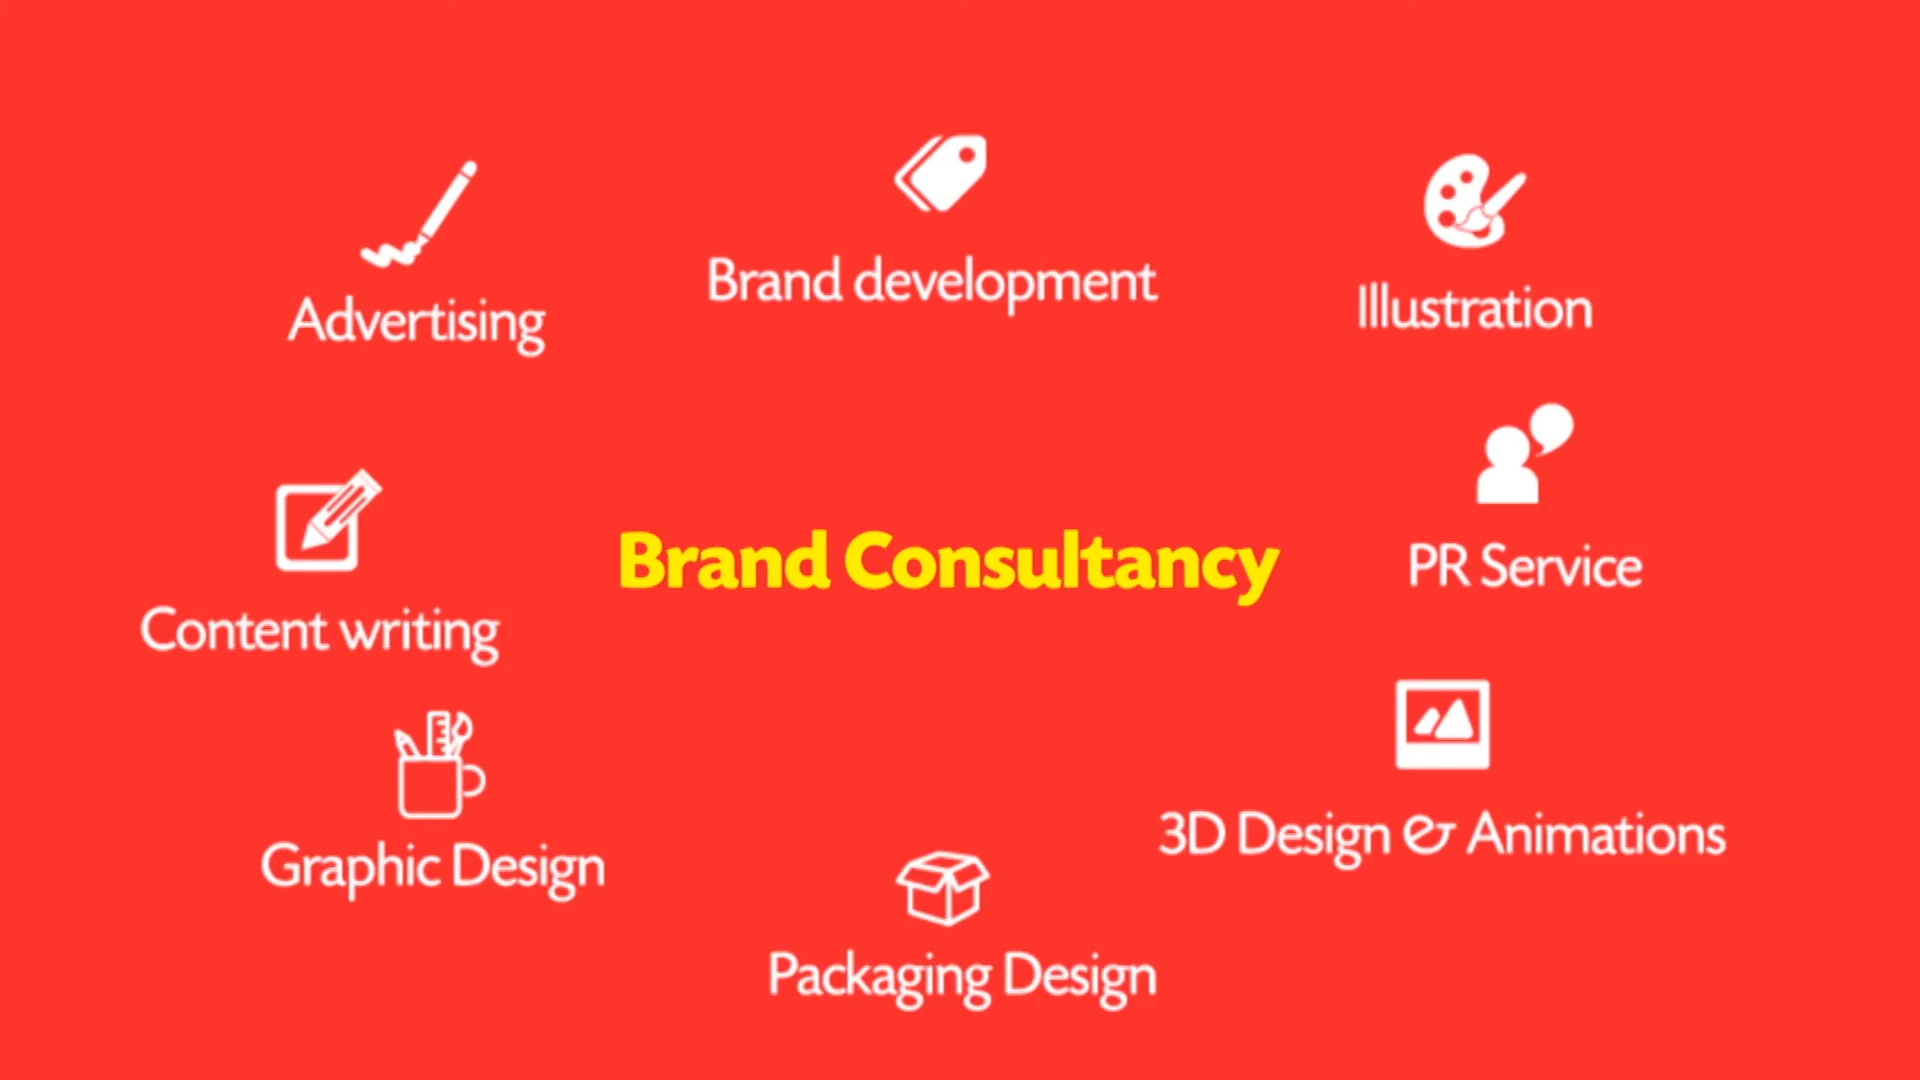 Advertising
Brand development
Illustration
Content writing
Brand Consultancy
PR Service
Graphic Design
3D Design & Animations
Packaging Design